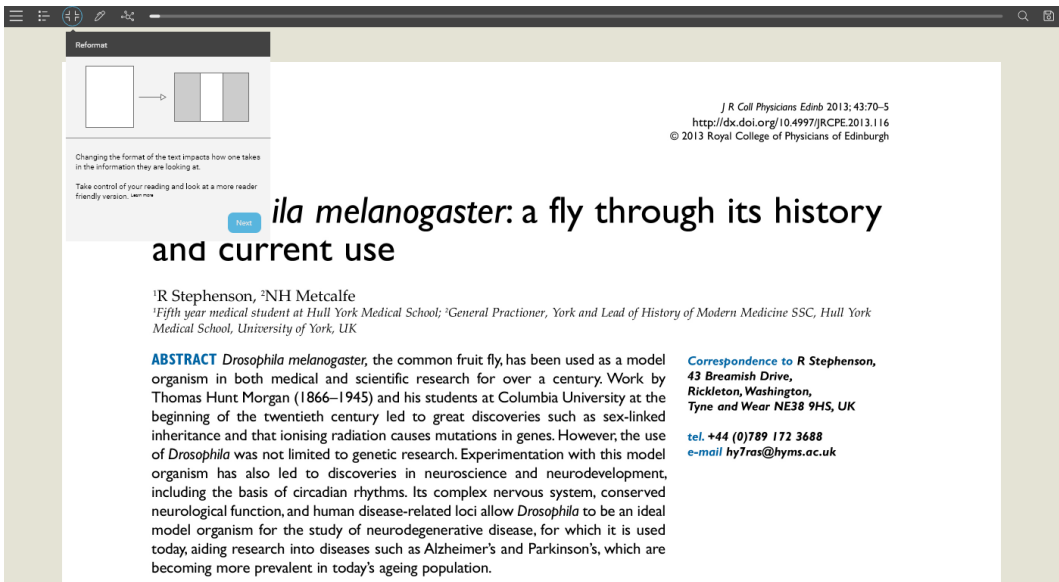 Reformat
Changing the format of the text impacts how one takes
in the information they are looking at.
Take control of your reading and look at a more reader
friendly version. Learn more
Next
J R Coll Physicians Edinb 2013; 43:70–5
http://dx.doi.org/10.4997/JRCPE.2013.116
© 2013 Royal College of Physicians of Edinburgh
ila melanogaster: a fly through its history
and current use
¹R Stephenson, ²NH Metcalfe
¹Fifth year medical student at Hull York Medical School; ²General Practioner, York and Lead of History of Modern Medicine SSC, Hull York
Medical School, University of York, UK
ABSTRACT Drosophila melanogaster, the common fruit fly, has been used as a model
organism in both medical and scientific research for over a century. Work by
Thomas Hunt Morgan (1866–1945) and his students at Columbia University at the
beginning of the twentieth century led to great discoveries such as sex-linked
inheritance and that ionising radiation causes mutations in genes. However, the use
of Drosophila was not limited to genetic research. Experimentation with this model
organism has also led to discoveries in neuroscience and neurodevelopment,
including the basis of circadian rhythms. Its complex nervous system, conserved
neurological function, and human disease-related loci allow Drosophila to be an ideal
model organism for the study of neurodegenerative disease, for which it is used
today, aiding research into diseases such as Alzheimer's and Parkinson's, which are
becoming more prevalent in today's ageing population.
Correspondence to R Stephenson,
43 Breamish Drive,
Rickleton, Washington,
Tyne and Wear NE38 9HS, UK
tel. +44 (0)789 172 3688
e-mail hy7ras@hyms.ac.uk